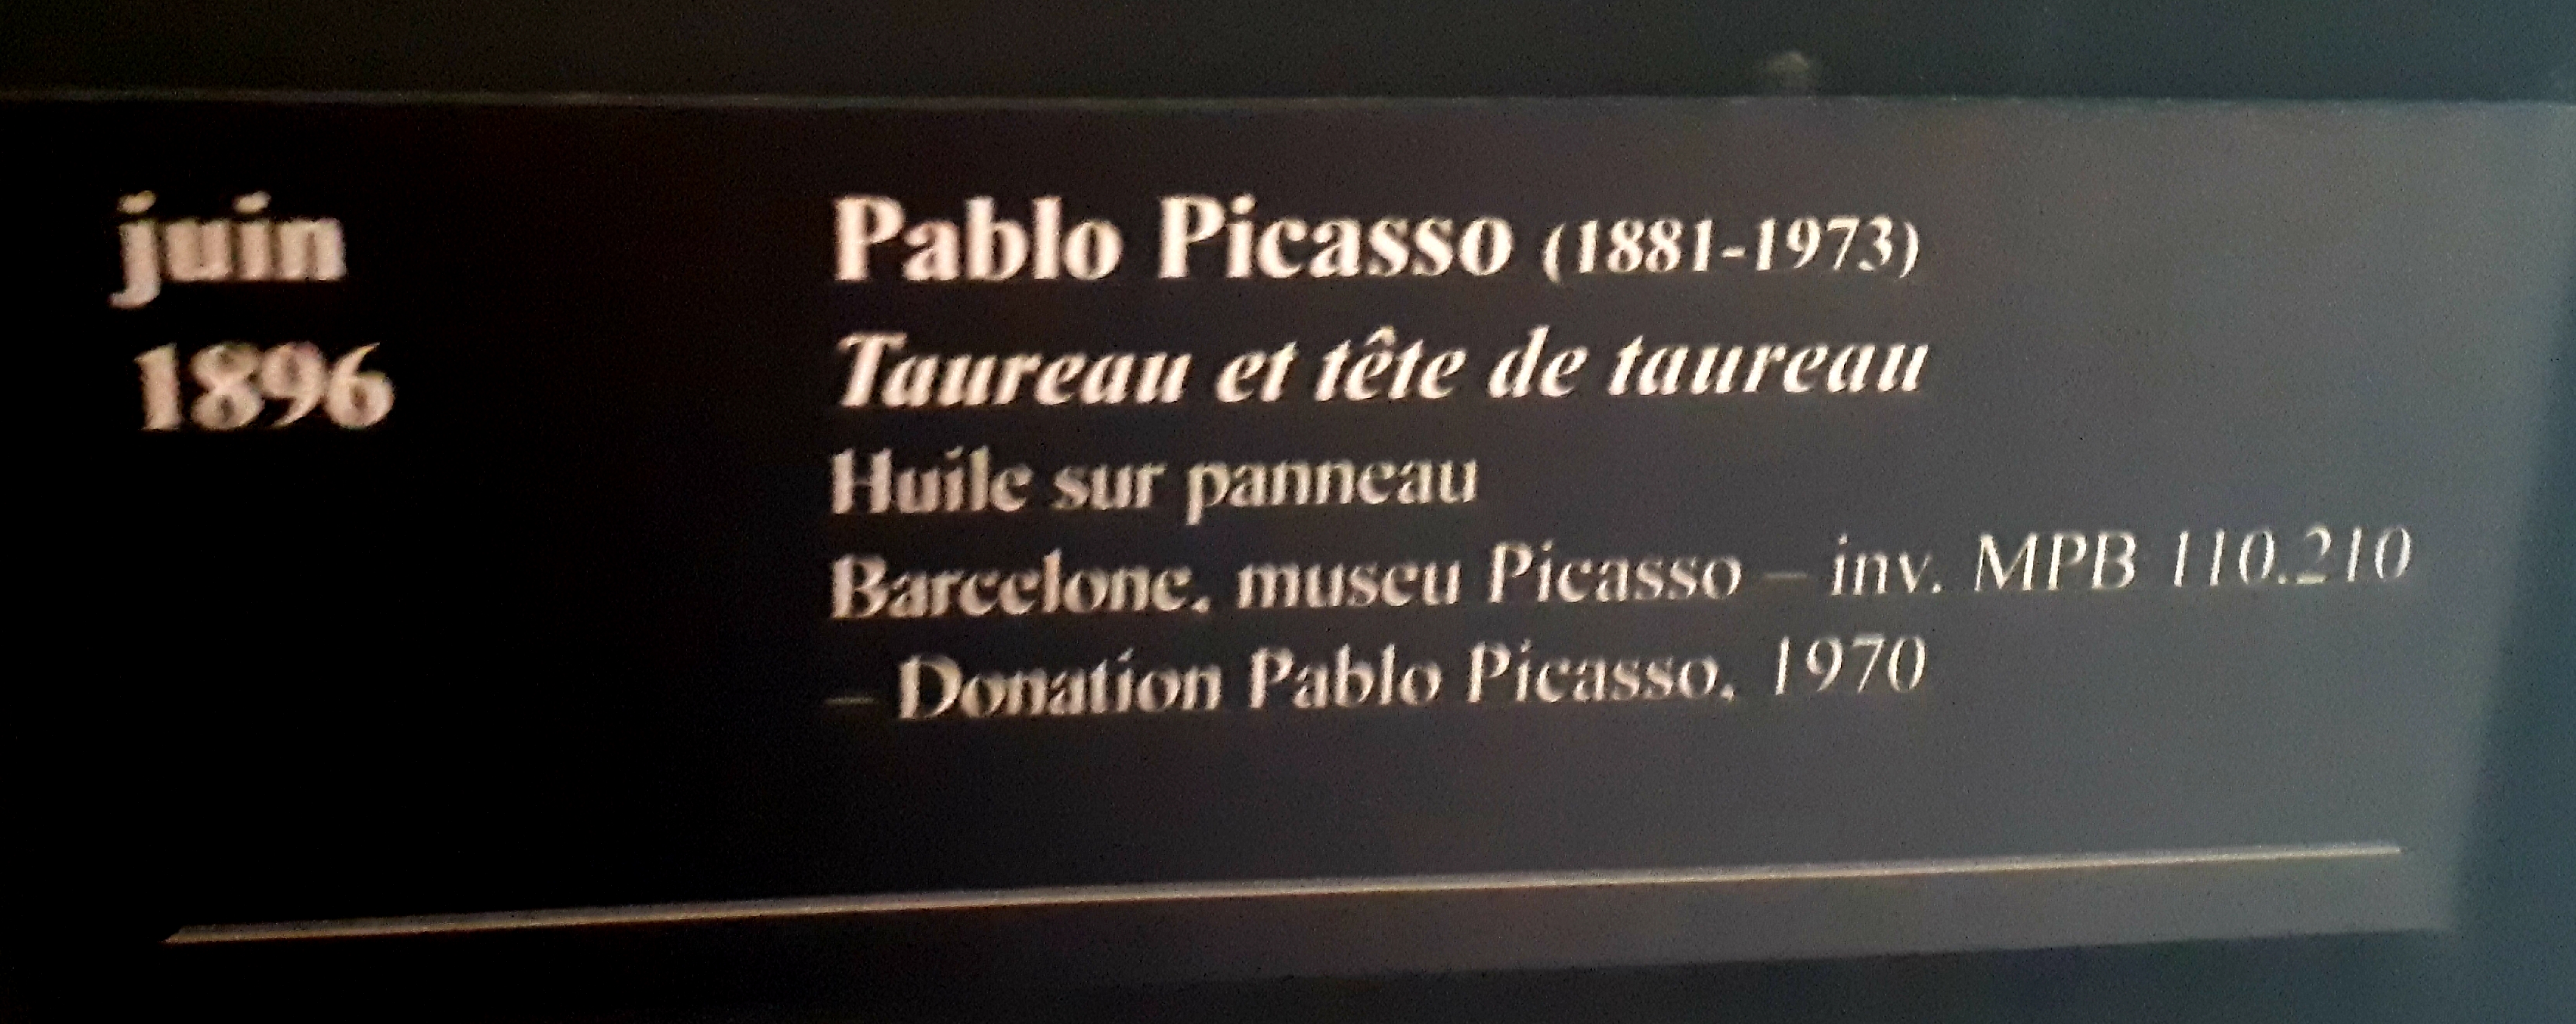 juin
1896
Pablo Picasso (1881-1973)
Taureau et tête de taureau
Huile sur panneau
Barcelone, museu Picasso – inv. MPB 110.210
– Donation Pablo Picasso, 1970